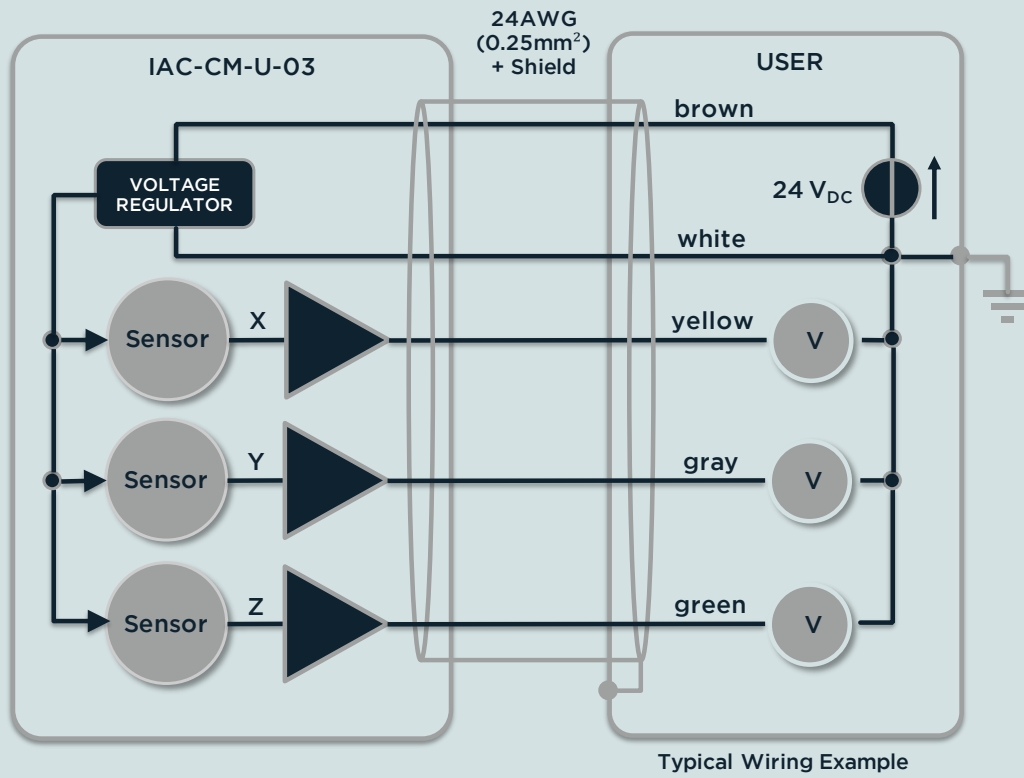 24AWG
(0.25mm²)
+ Shield
IAC-CM-U-03
USER
brown
VOLTAGE
REGULATOR
24 VDC
white
Sensor
X
yellow
V
Sensor
Y
gray
V
Sensor
Z
green
V
Typical Wiring Example